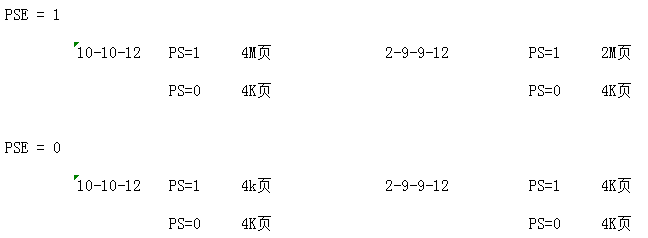 PSE = 1
10-10-12 PS=1 4M页 2-9-9-12 PS=1 2M页
PS=0 4K页 PS=0 4K页
PSE = 0
10-10-12 PS=1 4k页 2-9-9-12 PS=1 4K页
PS=0 4K页 PS=0 4K页